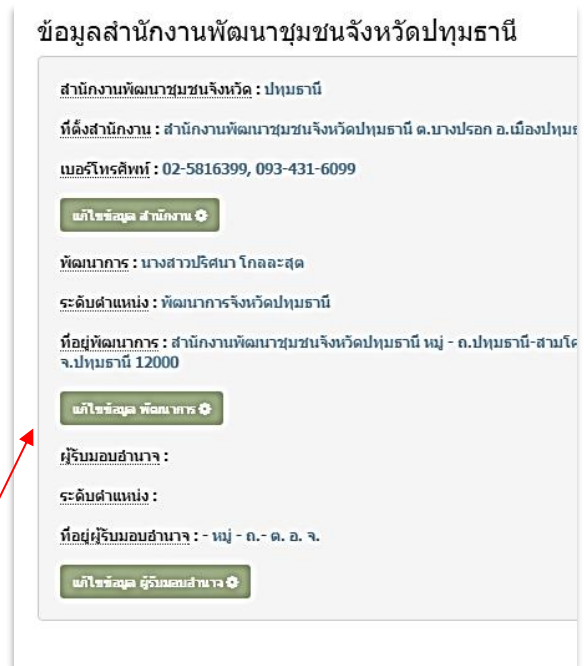 ข้อมูลสำนักงานพัฒนาชุมชนจังหวัดปทุมธานี
สำนักงานพัฒนาชุมชนจังหวัด : ปทุมธานี
ที่ตั้งสำนักงาน : สำนักงานพัฒนาชุมชนจังหวัดปทุมธานี ต.บางปรอก อ.เมืองปทุมธ
เบอร์โทรศัพท์ : 02-5816399, 093-431-6099
แก้ไขข้อมูล สำนักงาน
พัฒนาการ : นางสาวปริศนา โกลละสุต
ระดับตำแหน่ง : พัฒนาการจังหวัดปทุมธานี
ที่อยู่พัฒนาการ : สำนักงานพัฒนาชุมชนจังหวัดปทุมธานี หมู่ - ถ.ปทุมธานี-สามโค
จ.ปทุมธานี 12000
แก้ไขข้อมูล พัฒนาการ
ผู้รับมอบอำนาจ :
ระดับตำแหน่ง :
ที่อยู่ผู้รับมอบอำนาจ : - หมู่ - ถ.- ต. อ. จ.
แก้ไขข้อมูล ผู้รับมอบอำนาจ